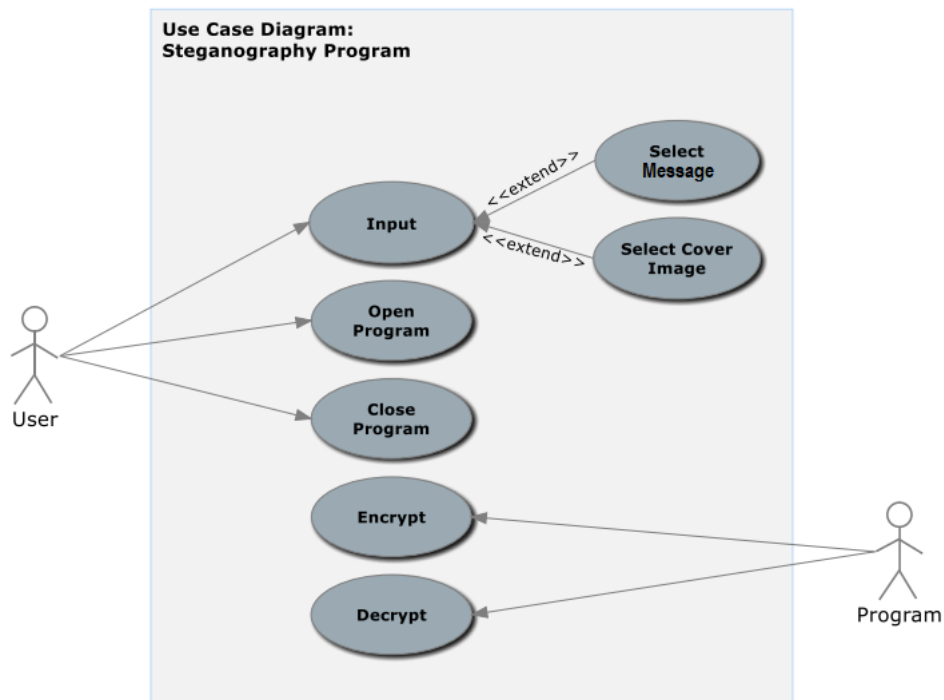 Use Case Diagram:
Steganography Program
Select
Message
<<extend>>
Input
<<extend>>
Select Cover
Image
Open
Program
User
Close
Program
Encrypt
Program
Decrypt